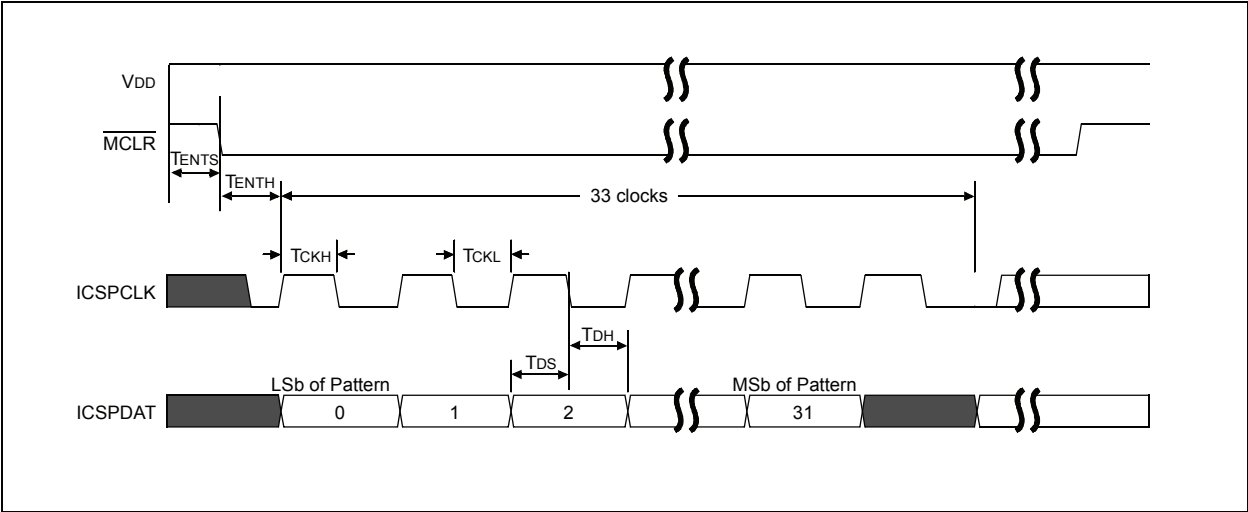 VDD
MCLR
TENTS
TENTH
33 clocks
TCKH
TCKL
ICSPCLK
TDH
TDS
LSb of Pattern
MSb of Pattern
ICSPDAT
0
1
2
31